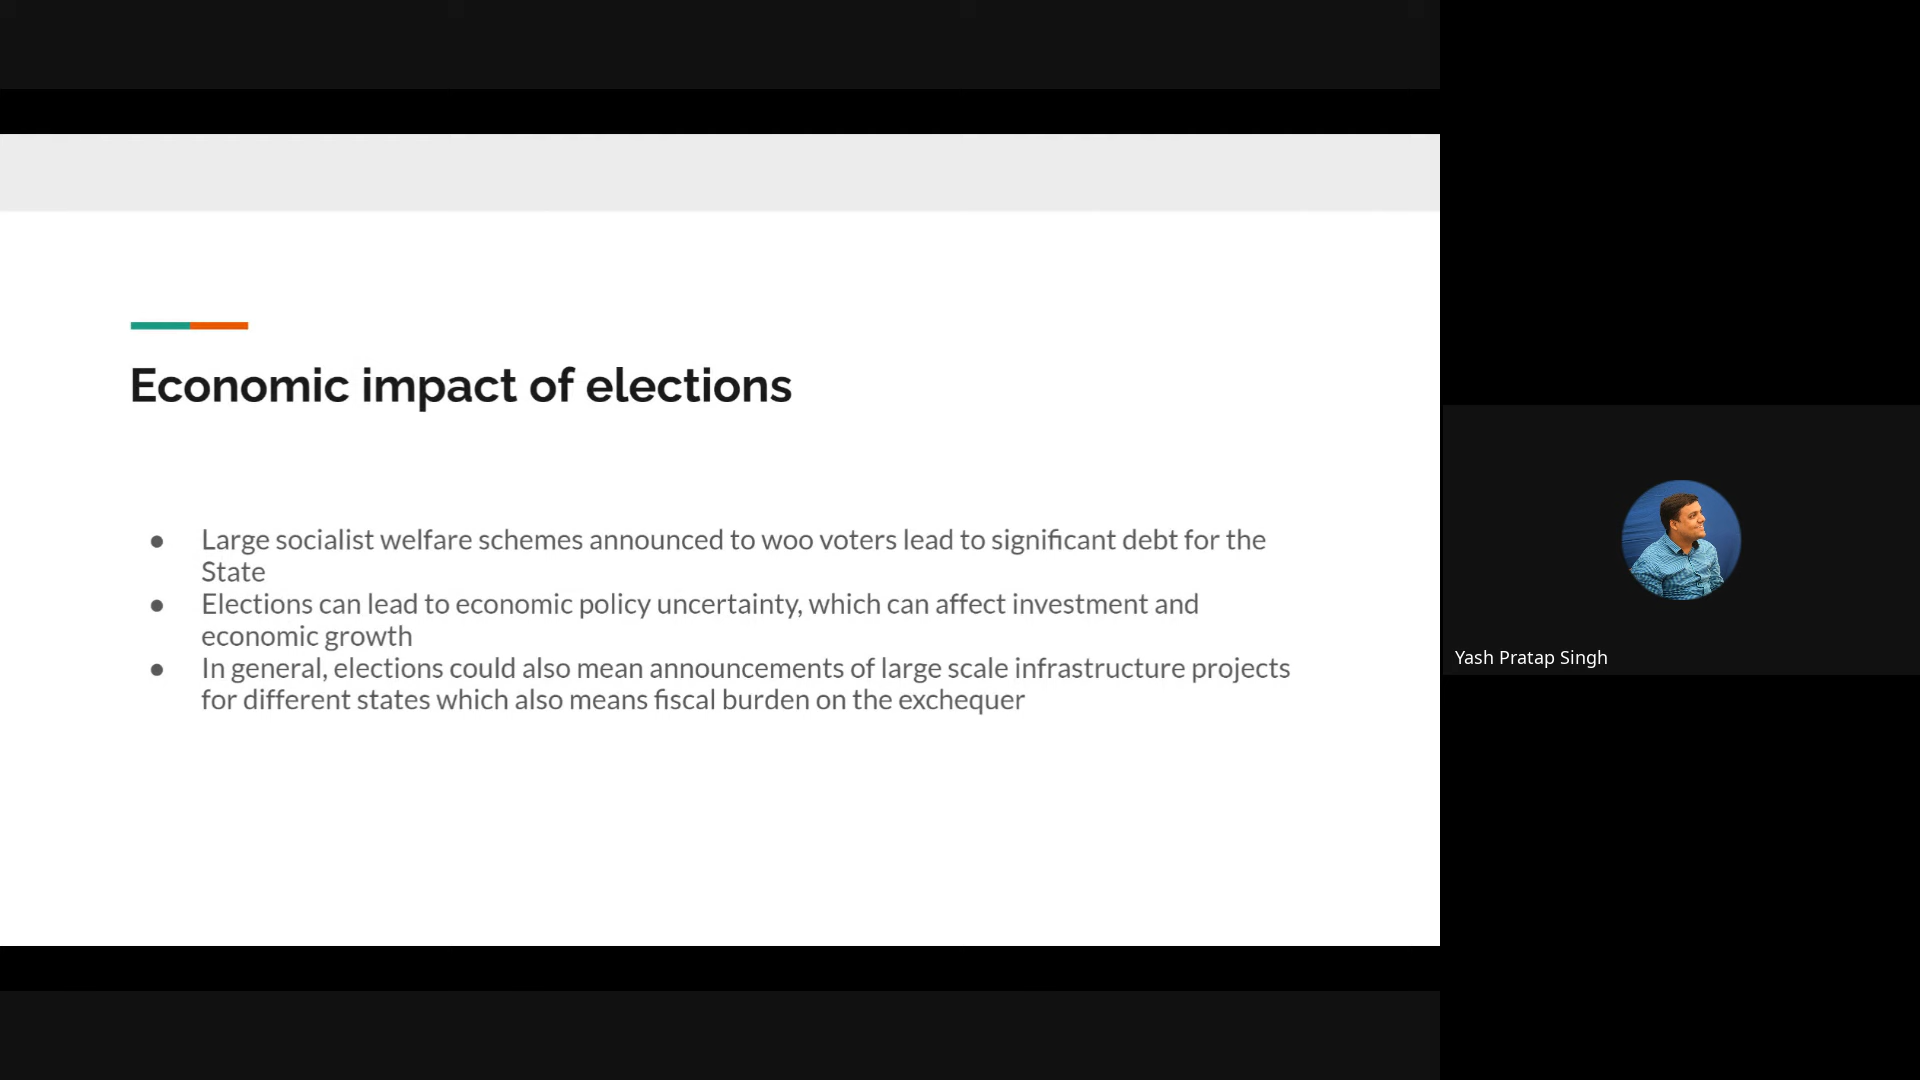 Economic impact of elections
● Large socialist welfare schemes announced to woo voters lead to significant debt for the
State
● Elections can lead to economic policy uncertainty, which can affect investment and
economic growth
● In general, elections could also mean announcements of large scale infrastructure projects
for different states which also means fiscal burden on the exchequer
Yash Pratap Singh